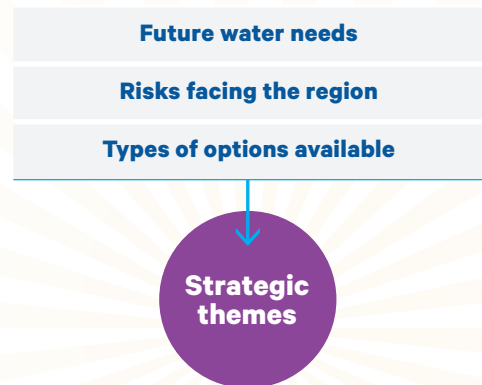 Future water needs
Risks facing the region
Types of options available
Strategic
themes